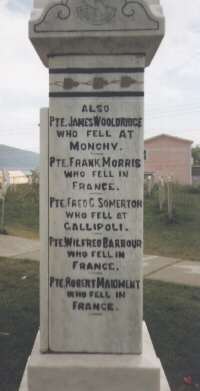 ALSO
PTE. JAMES WOOLDRIDGE
WHO FELL AT
MONCHY.
PTE. FRANK MORRIS
WHO FELL IN
FRANCE.
PTE. FRED G. SOMERTON
WHO FELL AT
GALLIPOLI.
PTE. WILFRED BARBOUR
WHO FELL IN
FRANCE.
PTE. ROBERT MAIDMENT
WHO FELL IN
FRANCE.